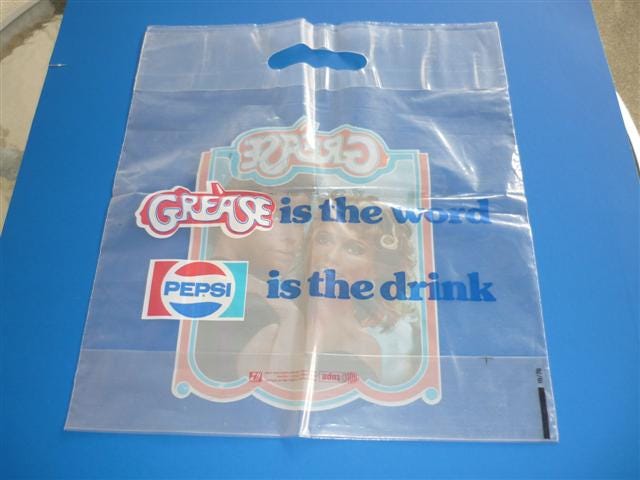 GREASE
GREASE is the word
PEPSI is the drink